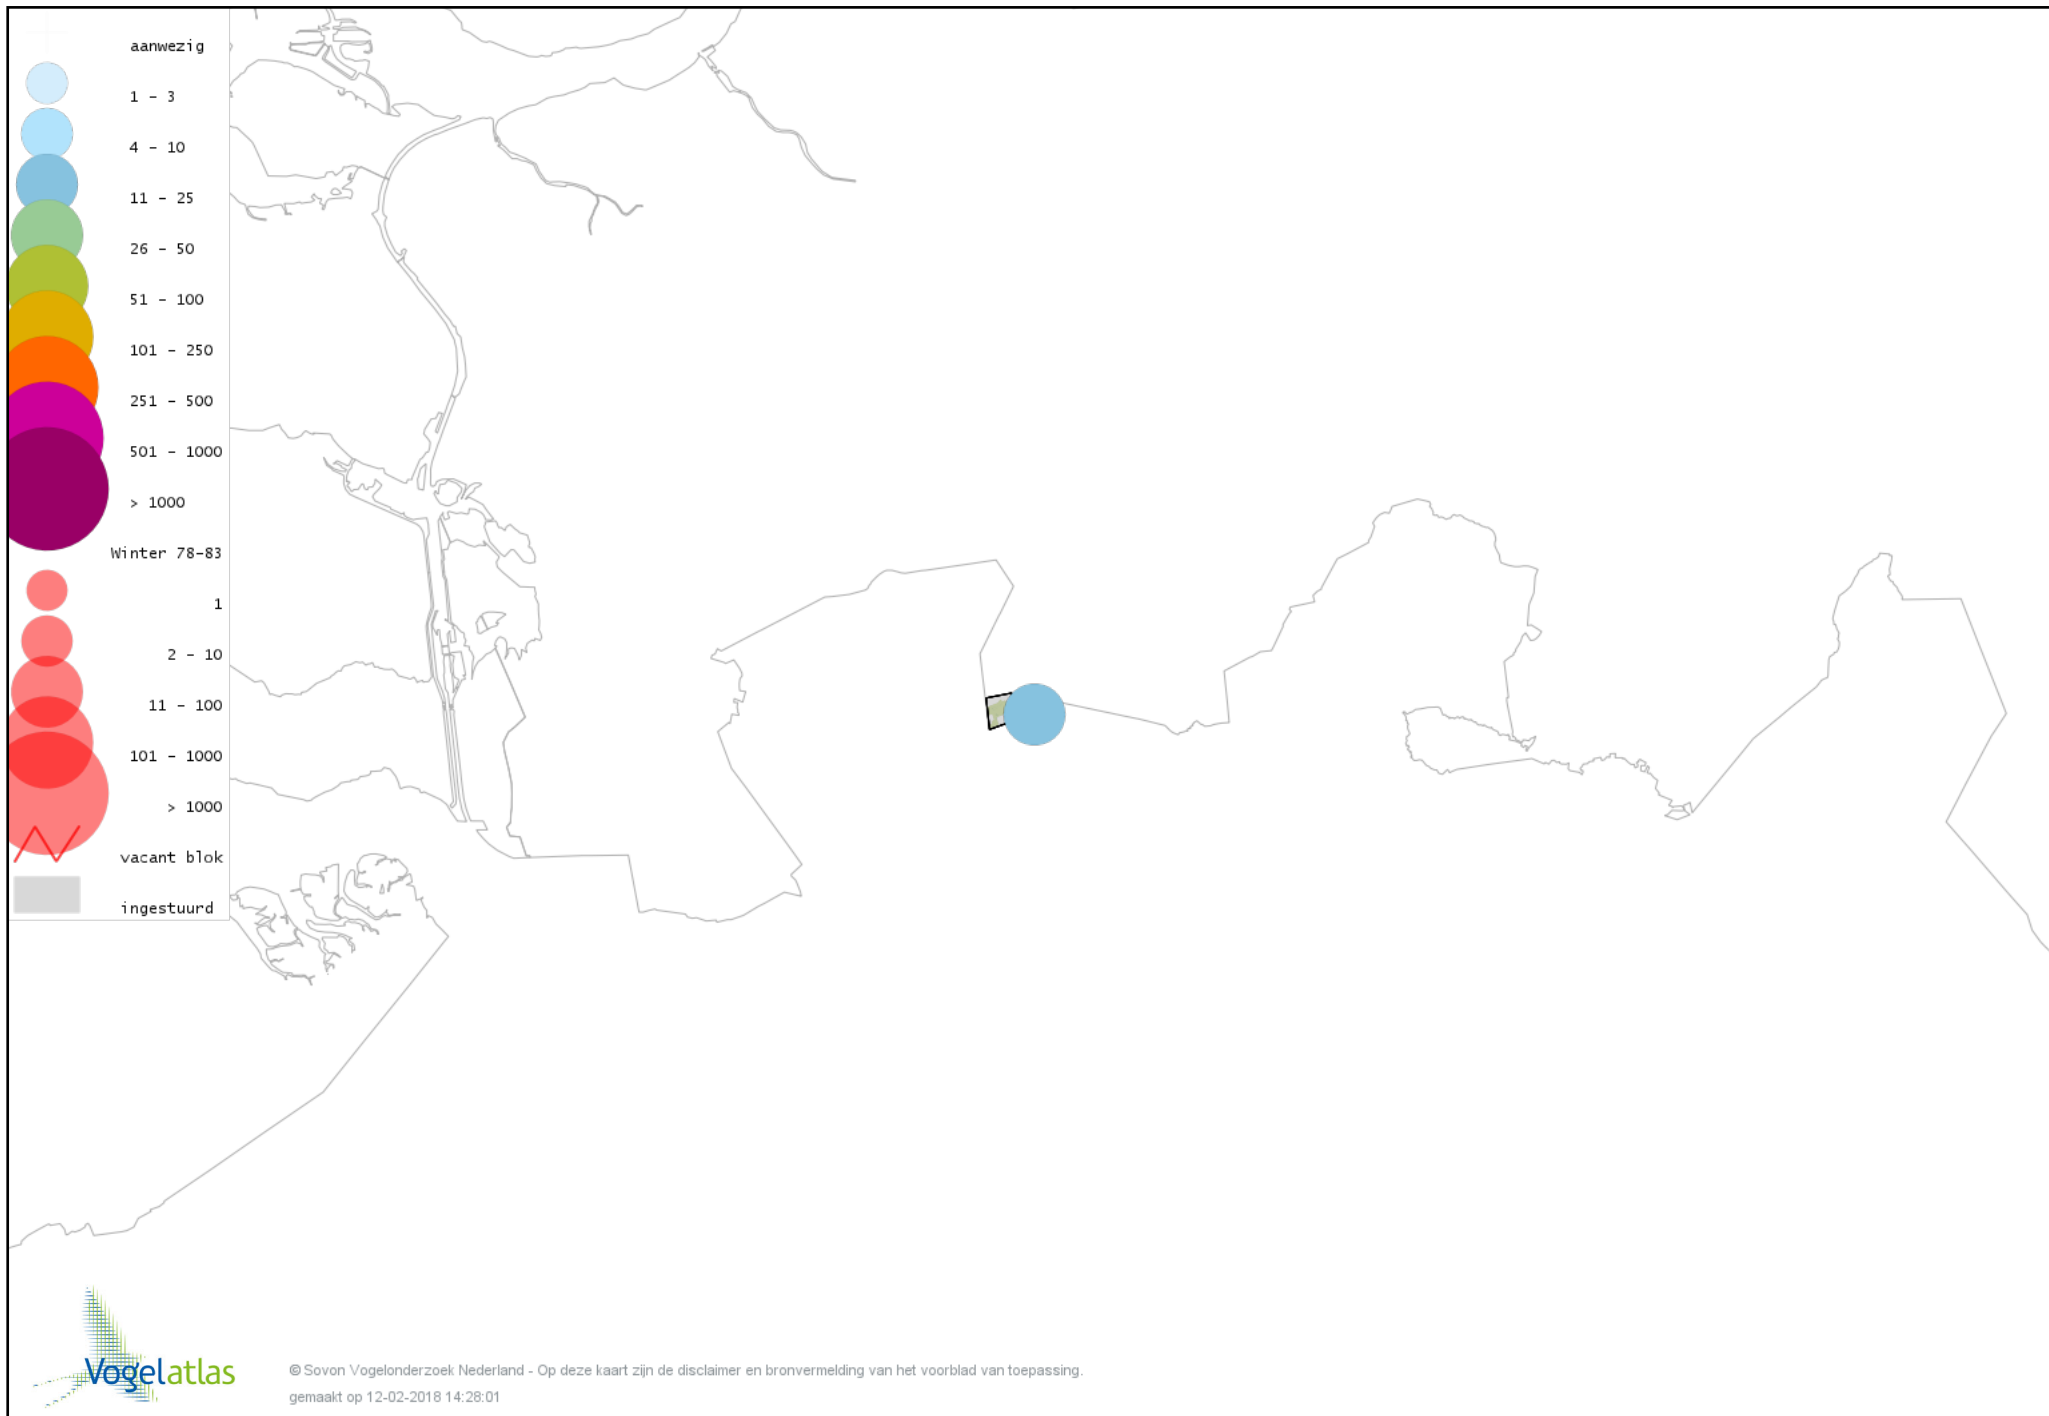 aanwezig
1 - 3
4 - 10
11 - 25
26 - 50
51 - 100
101 - 250
251 - 500
501 - 1000
> 1000
Winter 78-83
1
2 - 10
11 - 100
101 - 1000
> 1000
vacant blok
ingestuurd
Vogelatlas
© Sovon Vogelonderzoek Nederland - Op deze kaart zijn de disclaimer en bronvermelding van het voorblad van toepassing.
gemaakt op 12-02-2018 14:28:01